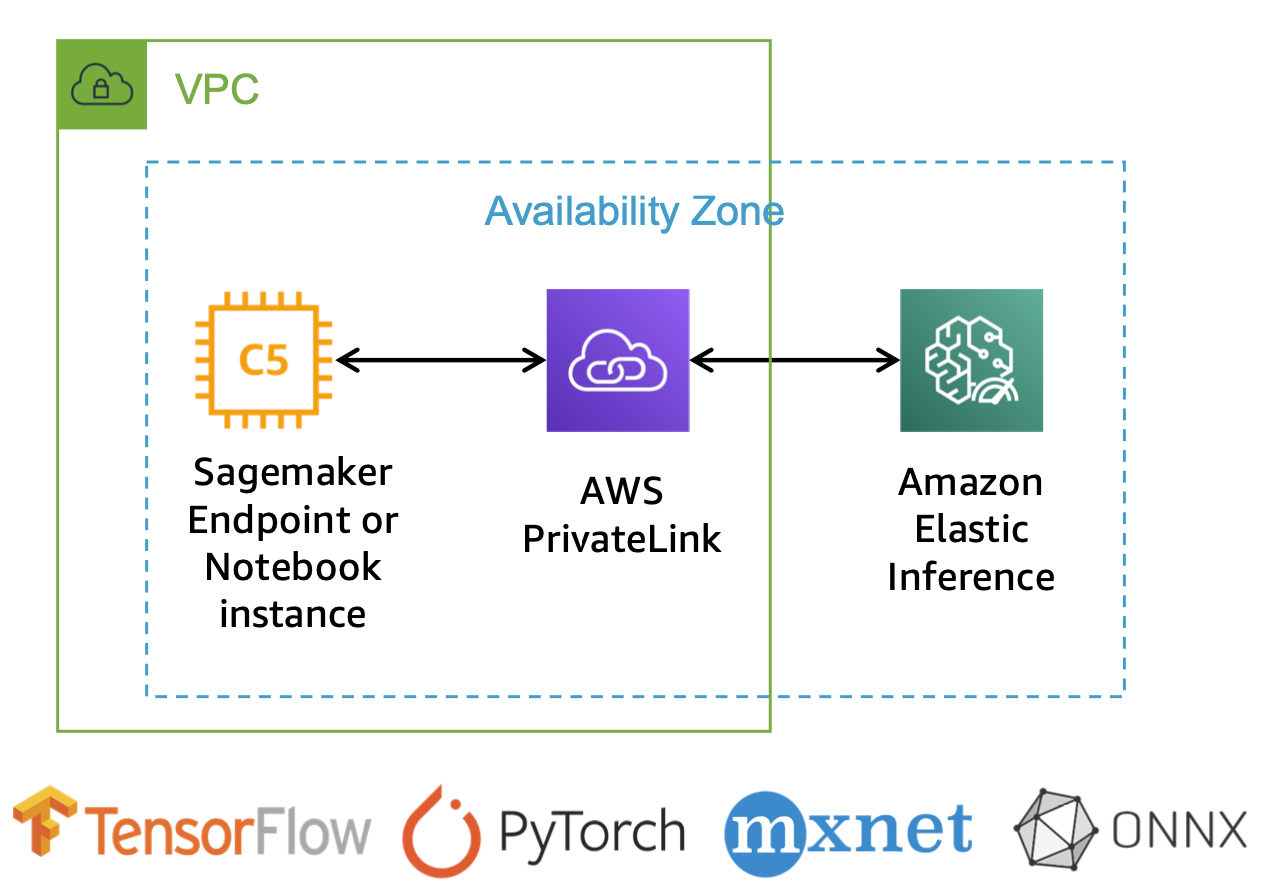 VPC
Availability Zone
C5
Sagemaker
Endpoint or
Notebook
instance
AWS
PrivateLink
Amazon
Elastic
Inference
TensorFlow
PyTorch
mxnet
ONNX